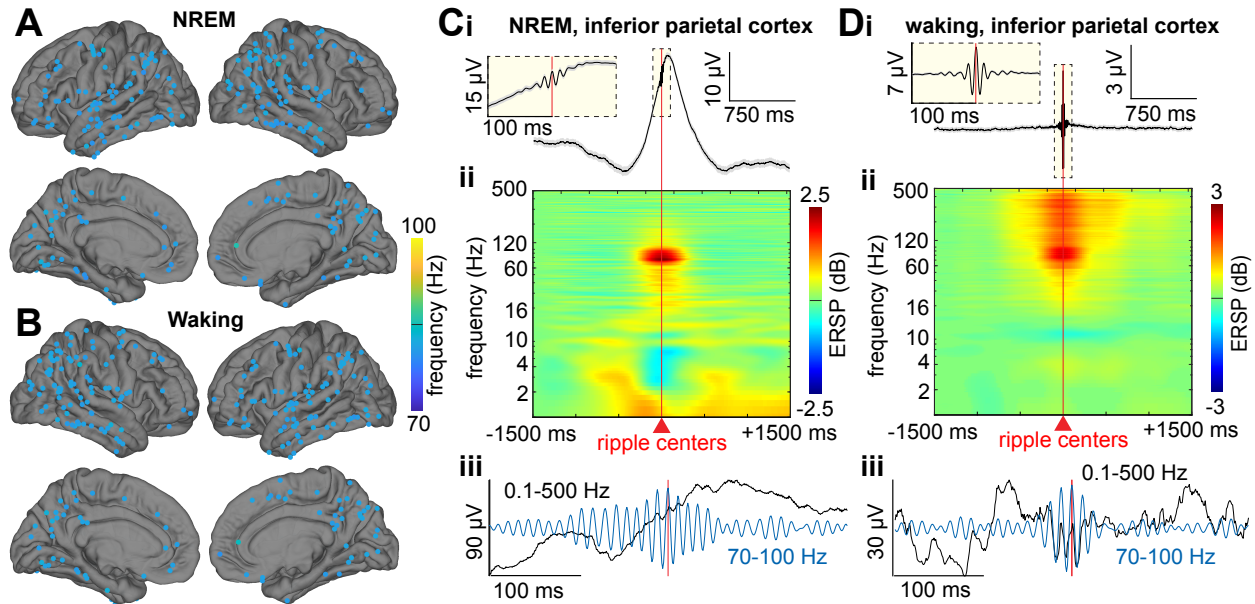 A
NREM
100
frequency (Hz)
70
B
Waking
Ci
NREM, inferior parietal cortex
15 µV
100 ms
10 µV
750 ms
ii
500
120
60
16
10
4
2
frequency (Hz)
2.5
ERSP (dB)
-2.5
-1500 ms
+1500 ms
ripple centers
iii
0.1-500 Hz
90 µV
70-100 Hz
100 ms
Di
waking, inferior parietal cortex
7 µV
100 ms
3 µV
750 ms
ii
500
120
60
16
10
4
2
frequency (Hz)
3
ERSP (dB)
-3
-1500 ms
+1500 ms
ripple centers
iii
0.1-500 Hz
30 µV
70-100 Hz
100 ms